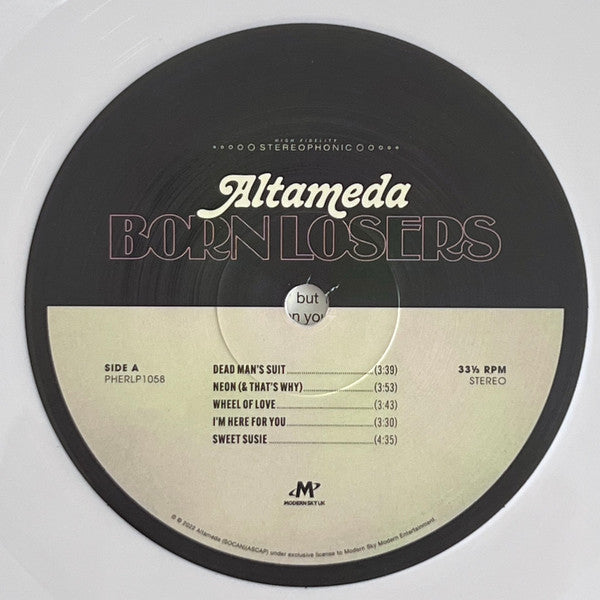 HIGH FIDELITY
STEREOPHONIC
Altameda
BORN LOSERS
but
n you
SIDE A
PHERLP1058
DEAD MAN'S SUIT (3:39)
NEON (& THAT'S WHY) (3:53)
WHEEL OF LOVE (3:43)
I'M HERE FOR YOU (3:30)
SWEET SUSIE (4:35)
33⅓ RPM
STEREO
M
MODERN SKY UK
℗ © 2022 Altameda (SOCAN/ASCAP) under exclusive license to Modern Sky Modern Entertainment.